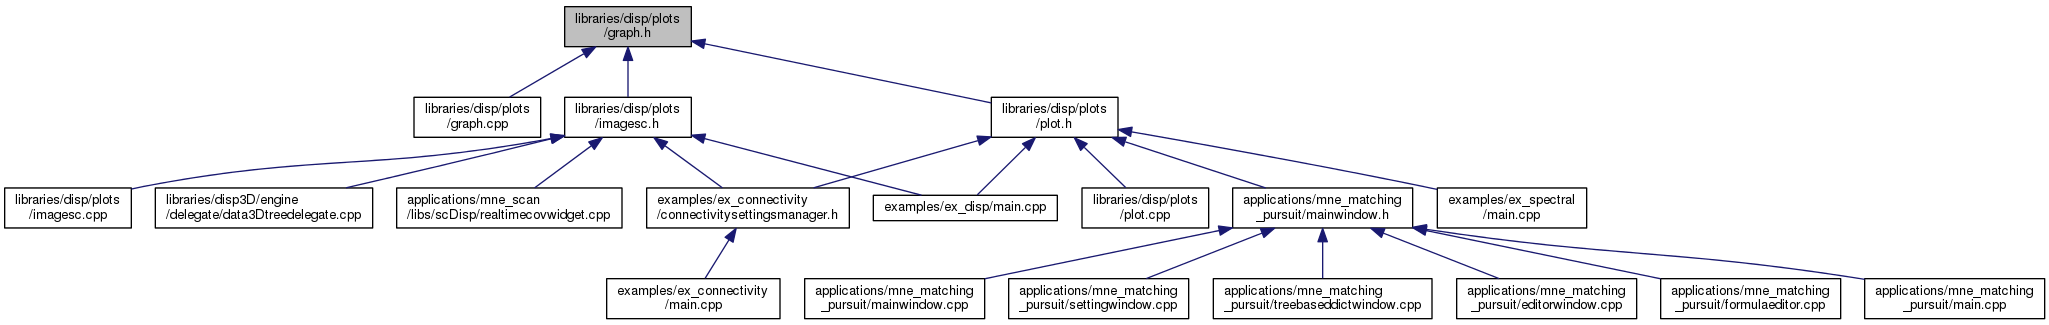 libraries/disp/plots
/graph.h
libraries/disp/plots
/graph.cpp
libraries/disp/plots
/imagesc.h
libraries/disp/plots
/plot.h
libraries/disp/plots
/imagesc.cpp
libraries/disp3D/engine
/delegate/data3Dtreedelegate.cpp
applications/mne_scan
/libs/scDisp/realtimecovwidget.cpp
examples/ex_connectivity
/connectivitysettingsmanager.h
examples/ex_disp/main.cpp
libraries/disp/plots
/plot.cpp
applications/mne_matching
_pursuit/mainwindow.h
examples/ex_spectral
/main.cpp
examples/ex_connectivity
/main.cpp
applications/mne_matching
_pursuit/mainwindow.cpp
applications/mne_matching
_pursuit/settingwindow.cpp
applications/mne_matching
_pursuit/treebaseddictwindow.cpp
applications/mne_matching
_pursuit/editorwindow.cpp
applications/mne_matching
_pursuit/formulaeditor.cpp
applications/mne_matching
_pursuit/main.cpp